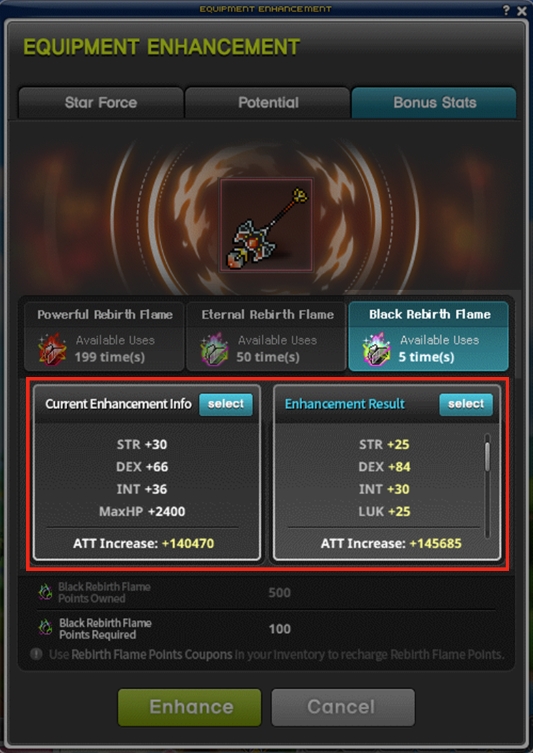 EQUIPMENT ENHANCEMENT
?
EQUIPMENT ENHANCEMENT
Star Force
Potential
Bonus Stats
Powerful Rebirth Flame
Available Uses
199 time(s)
Eternal Rebirth Flame
Available Uses
50 time(s)
Black Rebirth Flame
Available Uses
5 time(s)
Current Enhancement Info
select
STR +30
DEX +66
INT +36
MaxHP +2400
ATT Increase: +140470
Enhancement Result
select
STR +25
DEX +84
INT +30
LUK +25
ATT Increase: +145685
Black Rebirth Flame
Points Owned
500
Black Rebirth Flame
Points Required
100
Use Rebirth Flame Points Coupons in your inventory to recharge Rebirth Flame Points.
Enhance
Cancel